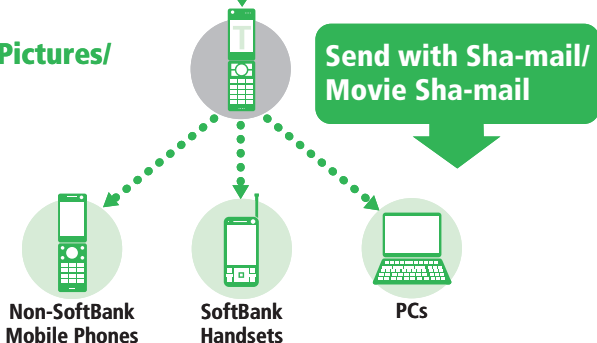 T
Pictures/
Send with Sha-mail/
Movie Sha-mail
Non-SoftBank
Mobile Phones
SoftBank
Handsets
PCs